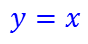 y = x